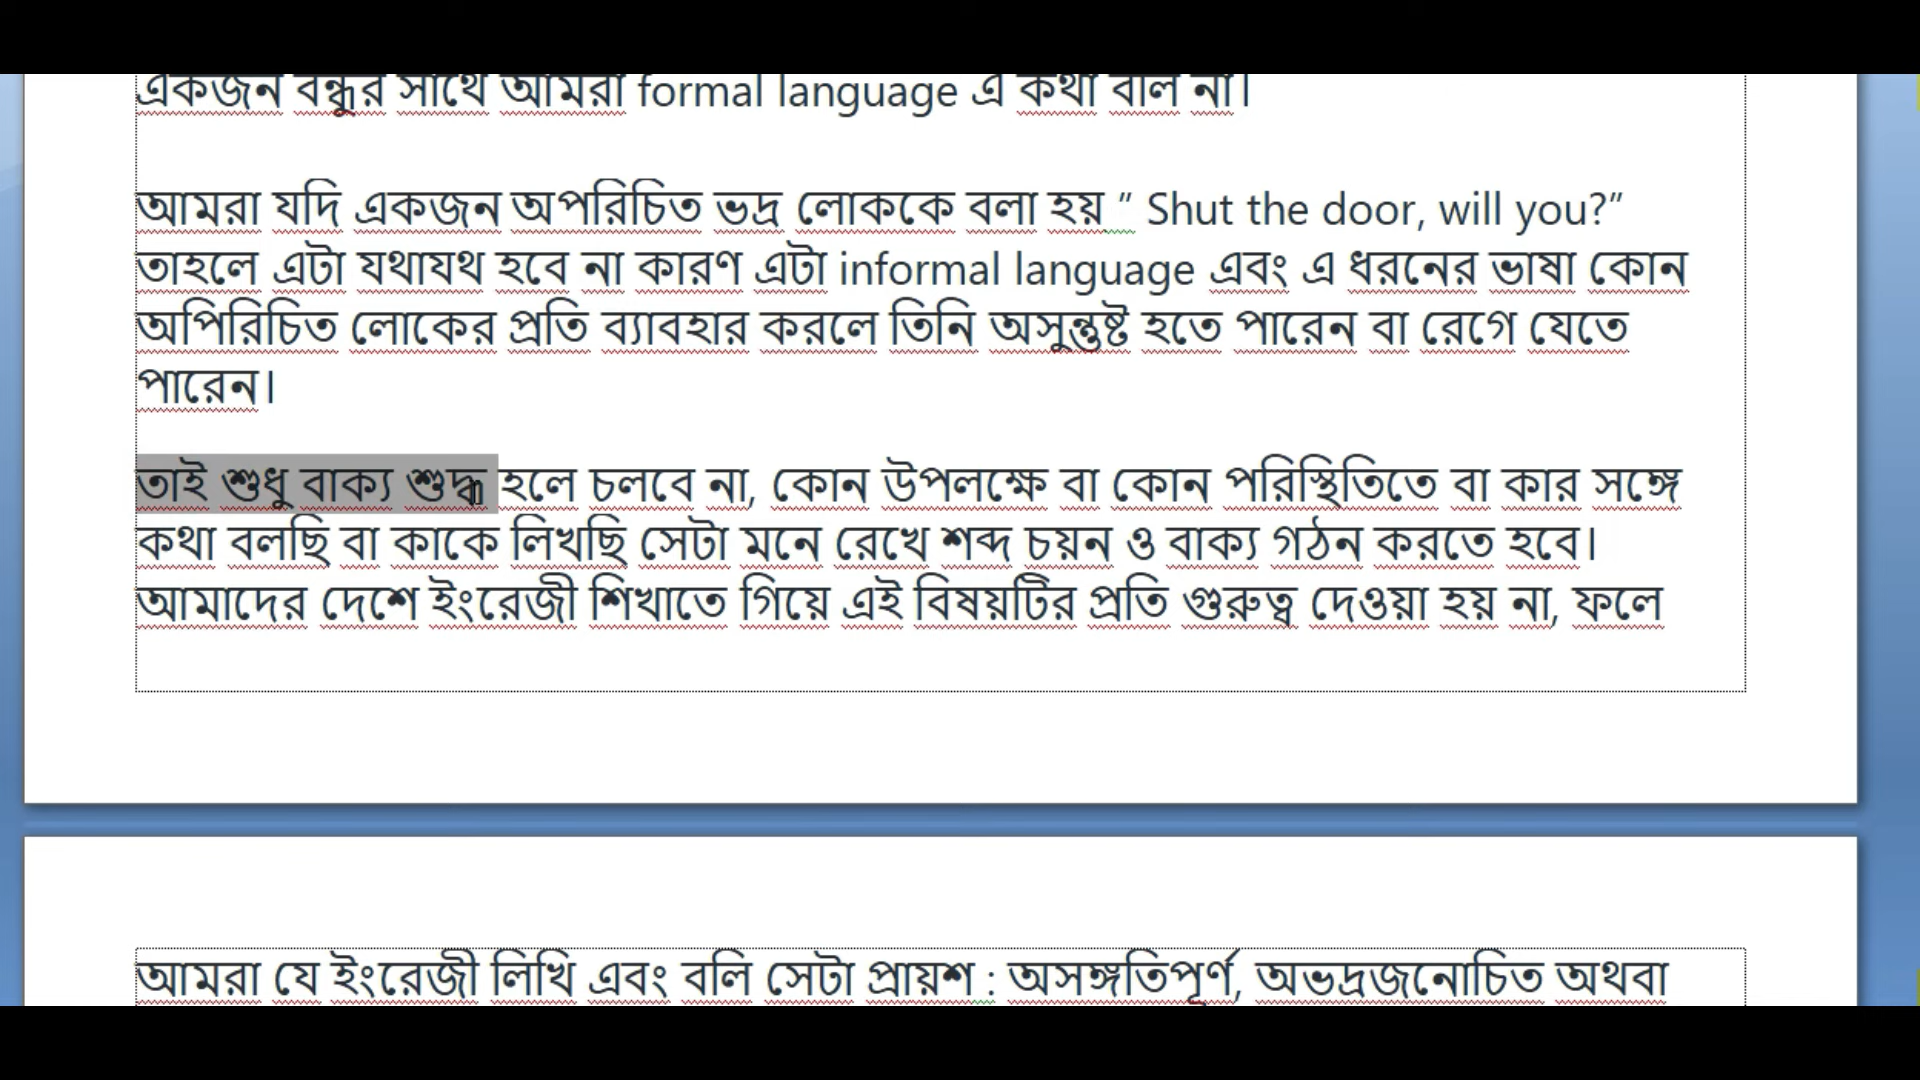 একজন বন্ধুর সাথে আমরা formal language এ কথা বলি না।
আমরা যদি একজন অপরিচিত ভদ্র লোককে বলা হয় ” Shut the door, will you?”
তাহলে এটা যথাযথ হবে না কারণ এটা informal language এবং এ ধরনের ভাষা কোন
অপিরিচিত লোকের প্রতি ব্যাবহার করলে তিনি অসুন্তুষ্ট হতে পারেন বা রেগে যেতে
পারেন।
তাই শুধু বাক্য শুদ্ধ হলে চলবে না, কোন উপলক্ষে বা কোন পরিস্থিতিতে বা কার সঙ্গে
কথা বলছি বা কাকে লিখছি সেটা মনে রেখে শব্দ চয়ন ও বাক্য গঠন করতে হবে।
আমাদের দেশে ইংরেজী শিখাতে গিয়ে এই বিষয়টির প্রতি গুরুত্ব দেওয়া হয় না, ফলে
আমরা যে ইংরেজী লিখি এবং বলি সেটা প্রায়শ : অসঙ্গতিপূর্ণ, অভদ্রজনোচিত অথবা